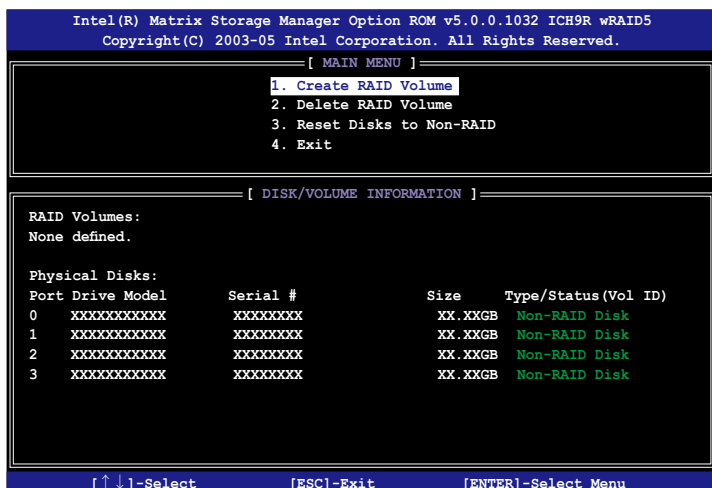 Intel(R) Matrix Storage Manager Option ROM v5.0.0.1032 ICH9R wRAID5
Copyright(C) 2003-05 Intel Corporation. All Rights Reserved.
[ MAIN MENU ]
1. Create RAID Volume
2. Delete RAID Volume
3. Reset Disks to Non-RAID
4. Exit
[ DISK/VOLUME INFORMATION ]
RAID Volumes:
None defined.
Physical Disks:
Port Drive Model Serial # Size Type/Status(Vol ID)
0 XXXXXXXXXXX XXXXXXXX XX.XXGB Non-RAID Disk
1 XXXXXXXXXXX XXXXXXXX XX.XXGB Non-RAID Disk
2 XXXXXXXXXXX XXXXXXXX XX.XXGB Non-RAID Disk
3 XXXXXXXXXXX XXXXXXXX XX.XXGB Non-RAID Disk
[↑↓]-Select [ESC]-Exit [ENTER]-Select Menu